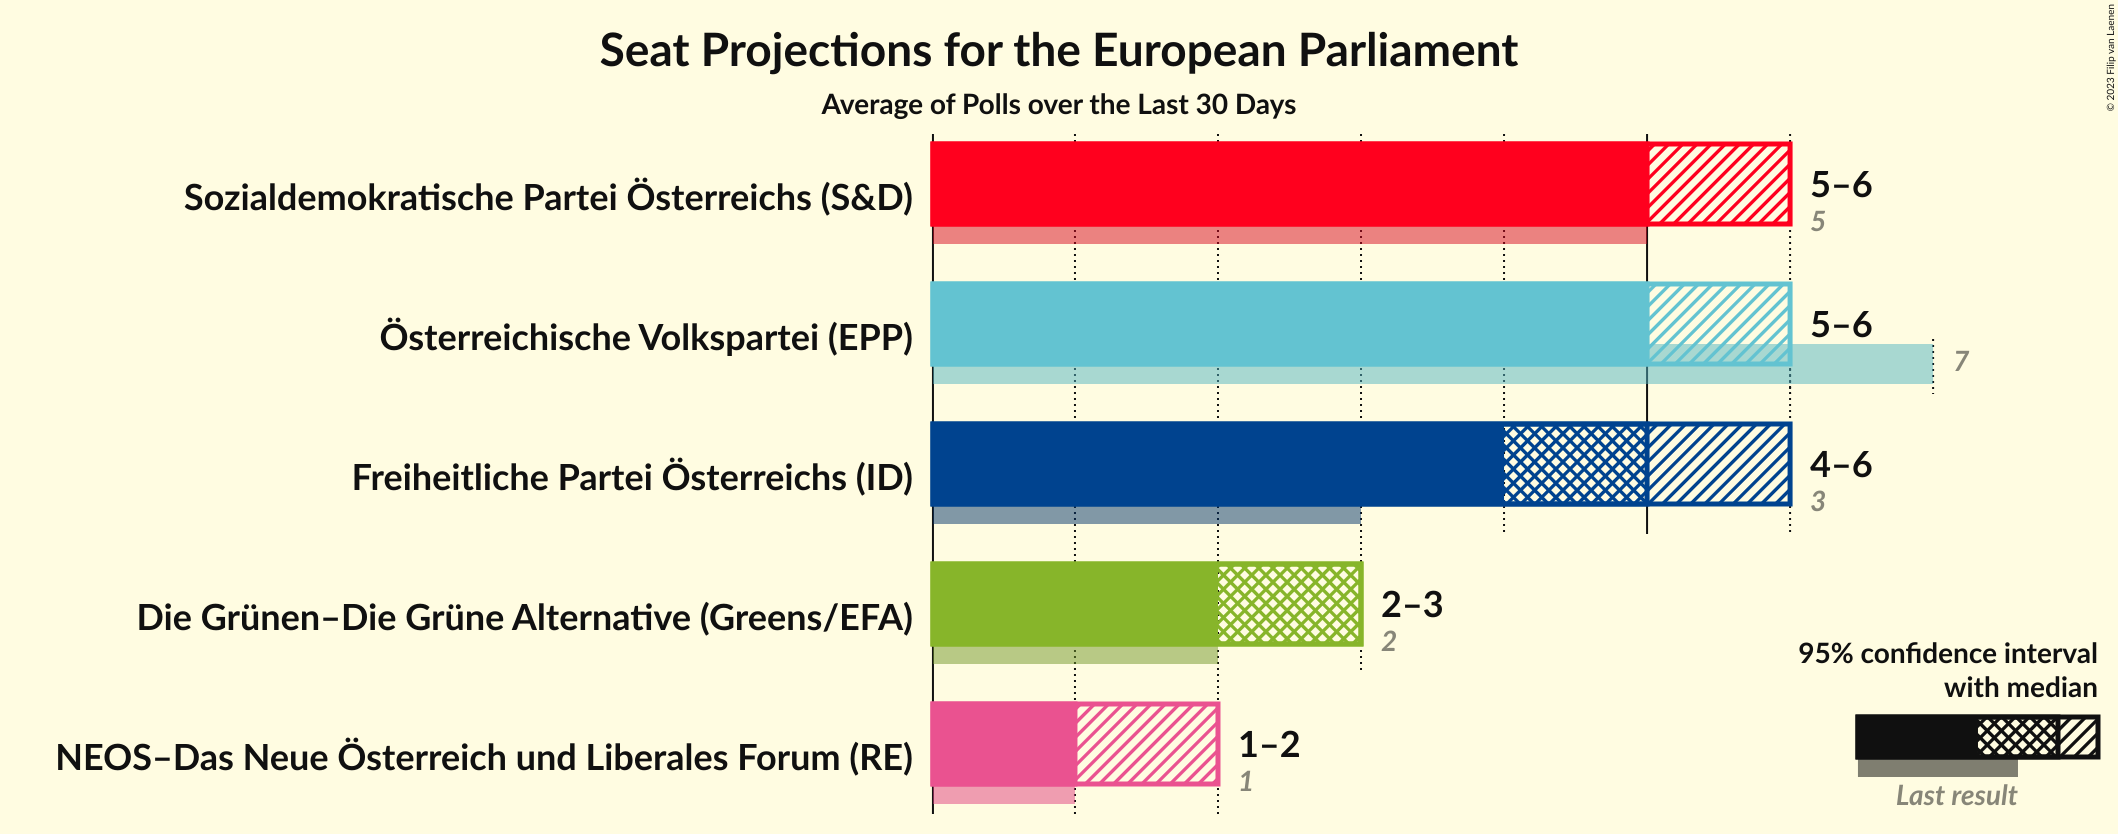 Seat Projections for the European Parliament
Average of Polls over the Last 30 Days
© 2023 Filip van Laenen
Sozialdemokratische Partei Österreichs (S&D)
5–6
5
Österreichische Volkspartei (EPP)
5–6
7
Freiheitliche Partei Österreichs (ID)
4–6
3
Die Grünen–Die Grüne Alternative (Greens/EFA)
2–3
2
NEOS–Das Neue Österreich und Liberales Forum (RE)
1–2
1
95% confidence interval
with median
Last result